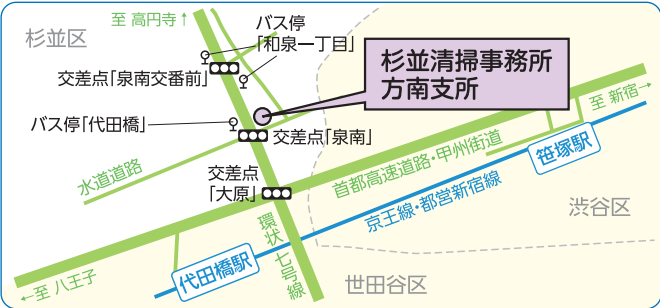 至 高円寺↑
バス停
「和泉一丁目」
杉並区
交差点「泉南交番前」
杉並清掃事務所
方南支所
至 新宿→
バス停「代田橋」
交差点「泉南」
水道道路
交差点
「大原」
首都高速道路・甲州街道
笹塚駅
京王線・都営新宿線
渋谷区
環状七号線
代田橋駅
←至 八王子
世田谷区